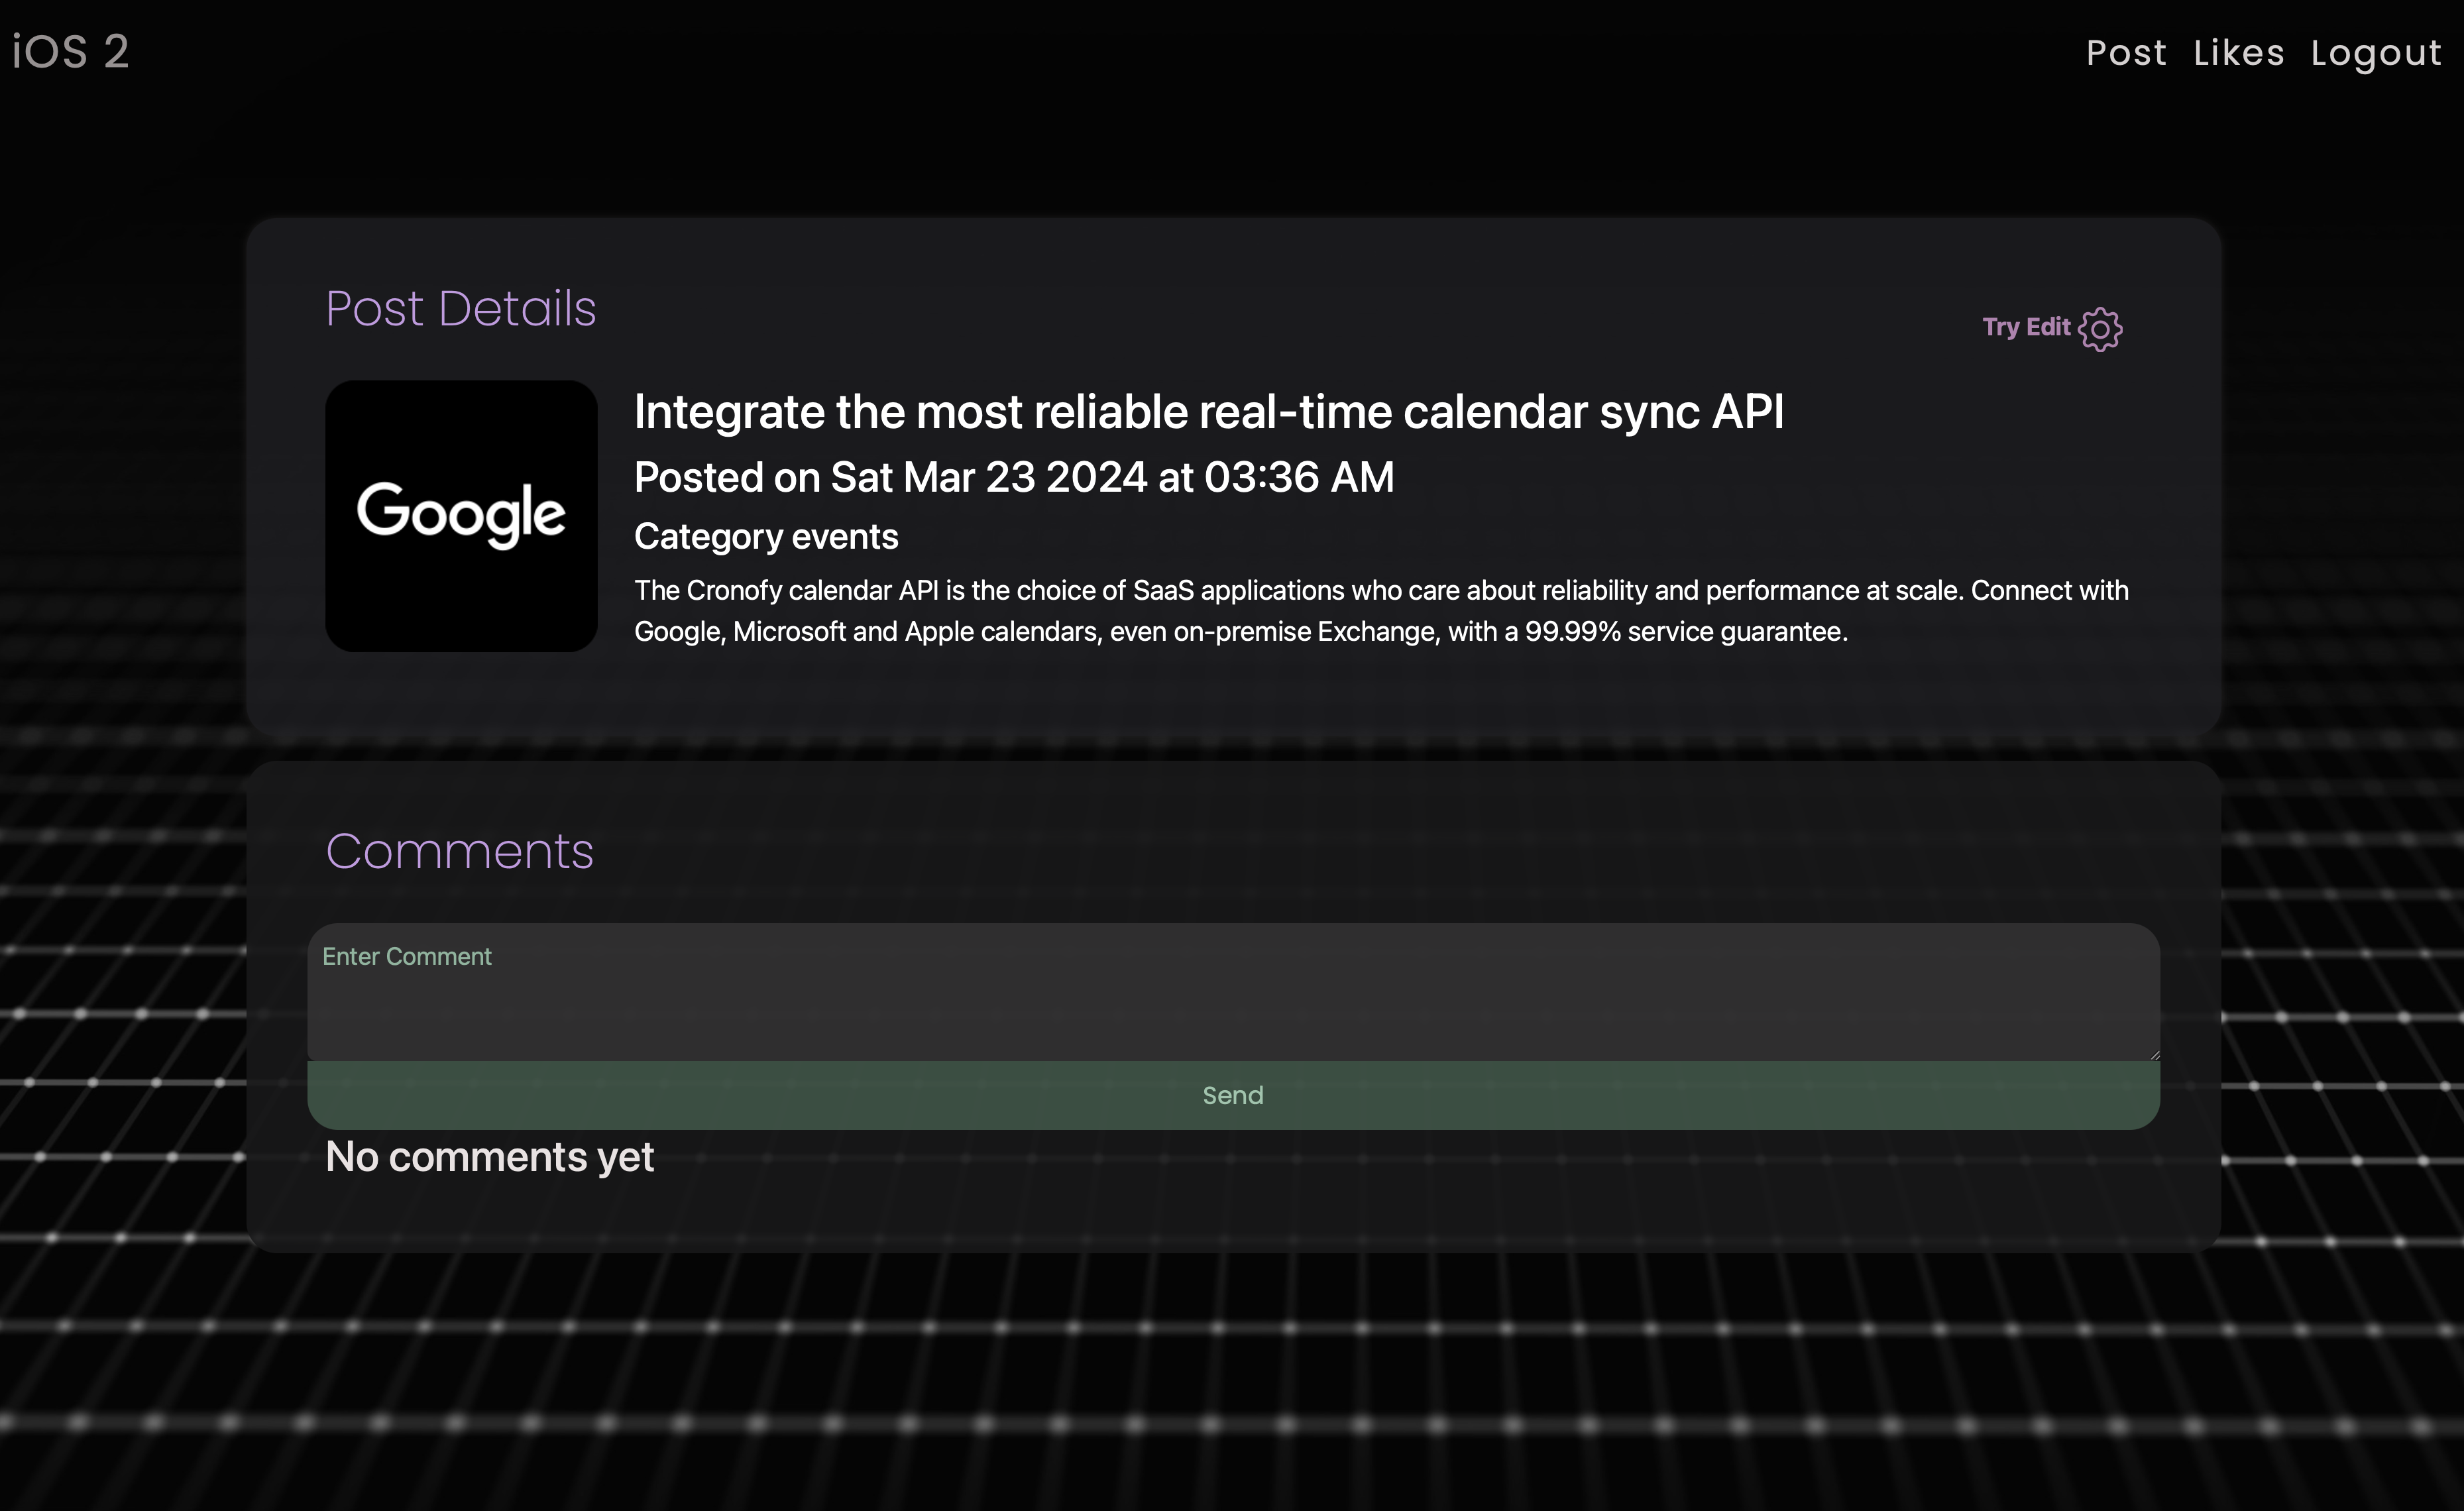 iOS 2
Post Likes Logout
Post Details
Try Edit
Google
Integrate the most reliable real-time calendar sync API
Posted on Sat Mar 23 2024 at 03:36 AM
Category events
The Cronofy calendar API is the choice of SaaS applications who care about reliability and performance at scale. Connect with
Google, Microsoft and Apple calendars, even on-premise Exchange, with a 99.99% service guarantee.
Comments
Enter Comment
Send
No comments yet